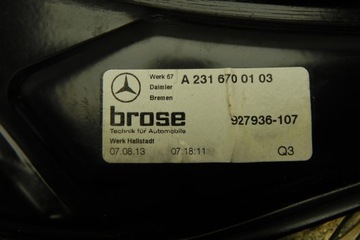 Werk 67
Daimler
Bremen
A 231 670 01 03
brose
Technik für Automobile
927936-107
Werk Hallstadt
07.08.13 07:18:11 Q3